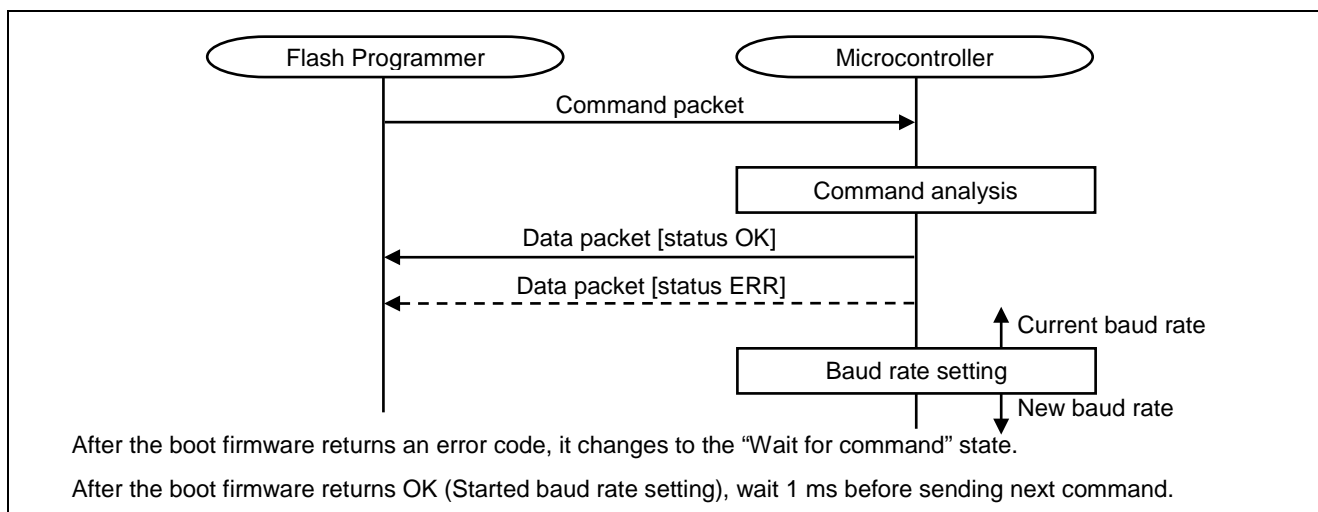 Flash Programmer
Microcontroller
Command packet
Command analysis
Data packet [status OK]
Data packet [status ERR]
Current baud rate
Baud rate setting
New baud rate
After the boot firmware returns an error code, it changes to the “Wait for command” state.
After the boot firmware returns OK (Started baud rate setting), wait 1 ms before sending next command.